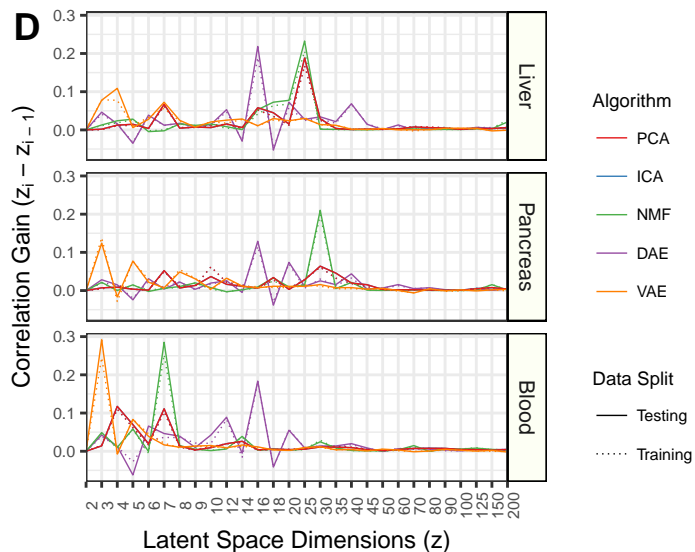 D
Correlation Gain (z_i − z_{i − 1})
0.3
0.2
0.1
0.0
Liver
0.3
0.2
0.1
0.0
Pancreas
0.3
0.2
0.1
0.0
Blood
2 3 4 5 6 7 8 9 10 12 14 16 18 20 25 30 35 40 45 50 60 70 80 90 100 125 150 200
Latent Space Dimensions (z)
Algorithm
PCA
ICA
NMF
DAE
VAE
Data Split
Testing
Training